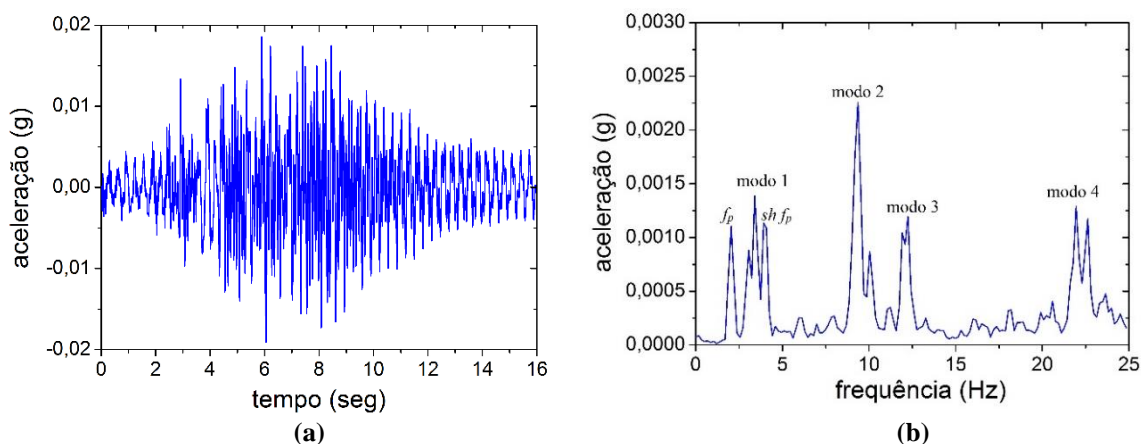 0,02
0,01
0,00
-0,01
-0,02
aceleração (g)
0 2 4 6 8 10 12 14 16
tempo (seg)
(a)
0,0030
0,0025
0,0020
0,0015
0,0010
0,0005
0,0000
aceleração (g)
modo 2
modo 1
modo 3
modo 4
fp
sh fp
0 5 10 15 20 25
frequência (Hz)
(b)